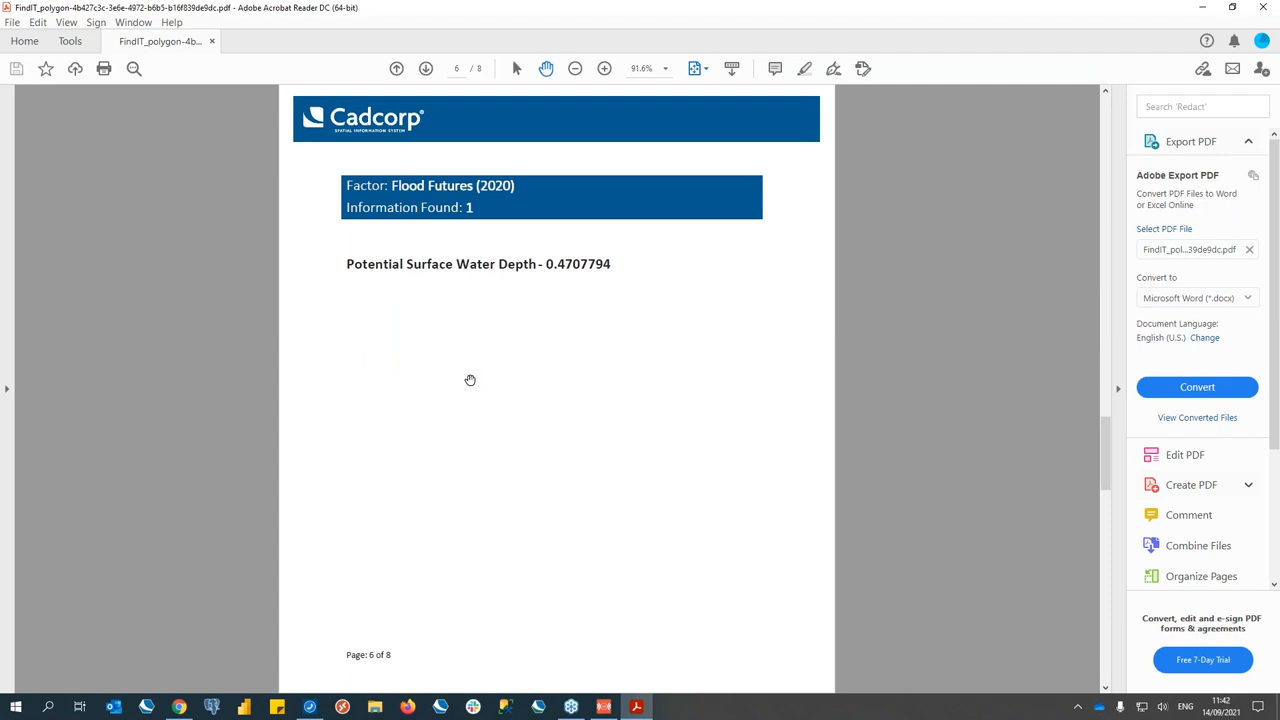 FindIT_polygon-4b427c3c-3e6e-4972-b6b5-b16f839de9dc.pdf - Adobe Acrobat Reader DC (64-bit)
File Edit View Sign Window Help
Home Tools FindIT_polygon-4b... ×
6 / 8 91.6%
Cadcorp®
SPATIAL INFORMATION SYSTEM
Factor: Flood Futures (2020)
Information Found: 1
Potential Surface Water Depth - 0.4707794
Page: 6 of 8
Search 'Redact'
Export PDF
Adobe Export PDF
Convert PDF Files to Word
or Excel Online
Select PDF File
FindIT_pol...39de9dc.pdf
Convert to
Microsoft Word (*.docx)
Document Language:
English (U.S.) Change
Convert
View Converted Files
Edit PDF
Create PDF
Comment
Combine Files
Organize Pages
Convert, edit and e-sign PDF
forms & agreements
Free 7-Day Trial
ENG
11:42
14/09/2021